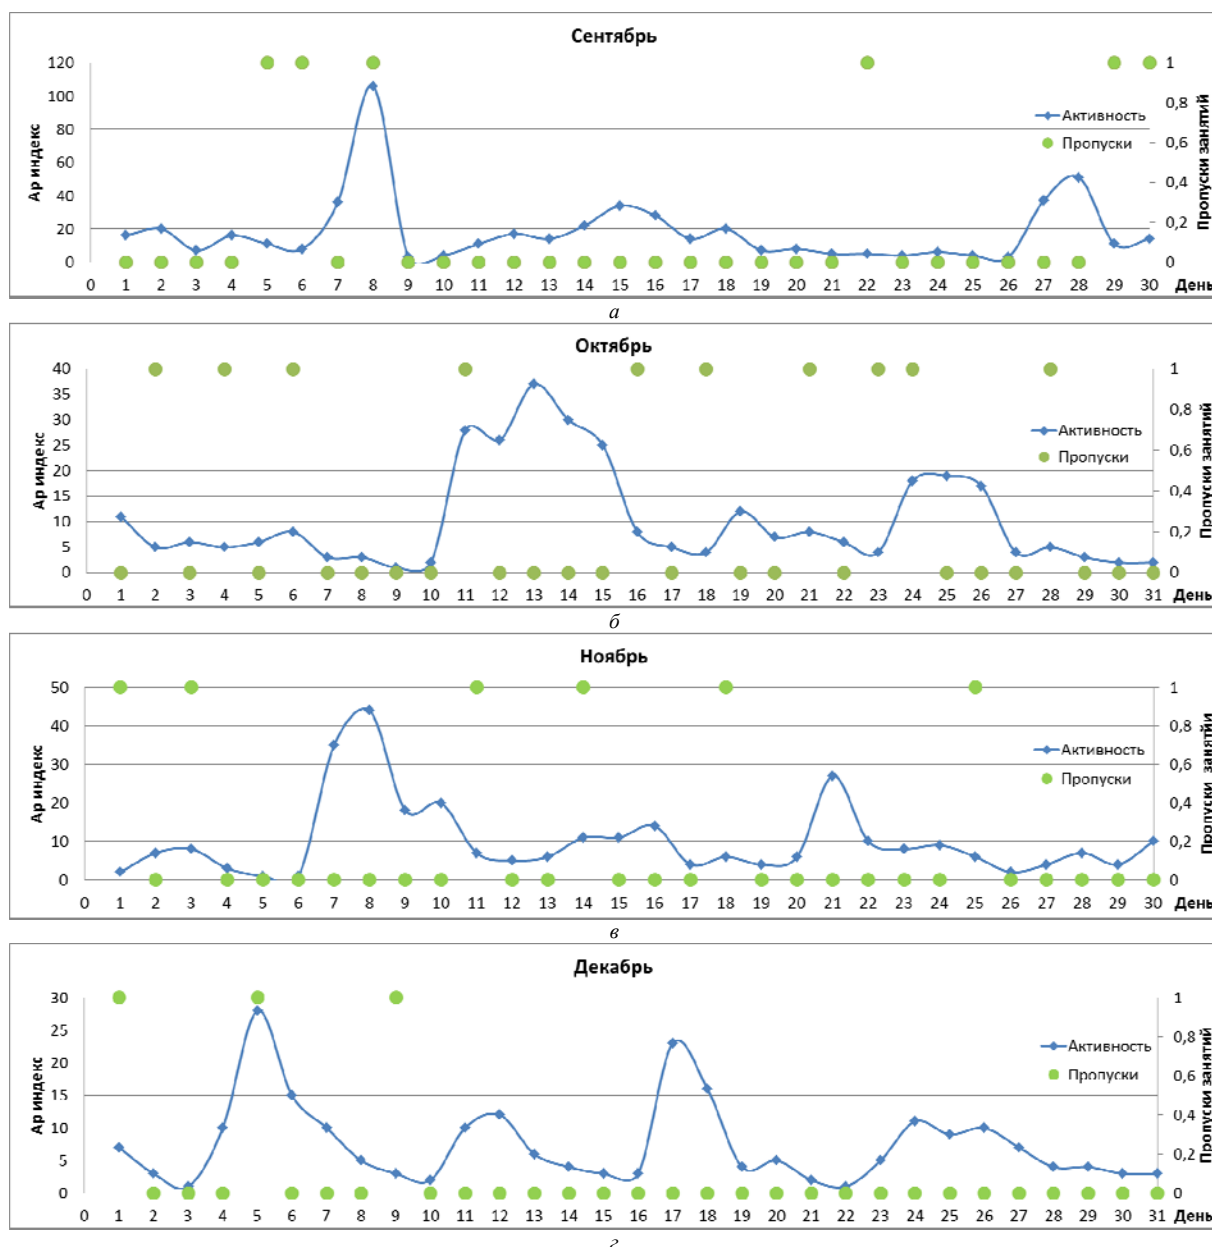 Сентябрь
120
100
80
60
40
20
0
Ар индекс
1
0,8
0,6
0,4
0,2
0
Пропуски занятий
Активность
Пропуски
0 1 2 3 4 5 6 7 8 9 10 11 12 13 14 15 16 17 18 19 20 21 22 23 24 25 26 27 28 29 30 День
а
Октябрь
40
35
30
25
20
15
10
5
0
Ар индекс
1
0,8
0,6
0,4
0,2
0
Пропуски занятий
Активность
Пропуски
0 1 2 3 4 5 6 7 8 9 10 11 12 13 14 15 16 17 18 19 20 21 22 23 24 25 26 27 28 29 30 31 День
б
Ноябрь
50
40
30
20
10
0
Ар индекс
1
0,8
0,6
0,4
0,2
0
Пропуски занятий
Активность
Пропуски
0 1 2 3 4 5 6 7 8 9 10 11 12 13 14 15 16 17 18 19 20 21 22 23 24 25 26 27 28 29 30 День
в
Декабрь
30
25
20
15
10
5
0
Ар индекс
1
0,8
0,6
0,4
0,2
0
Пропуски занятий
Активность
Пропуски
0 1 2 3 4 5 6 7 8 9 10 11 12 13 14 15 16 17 18 19 20 21 22 23 24 25 26 27 28 29 30 31 День
г